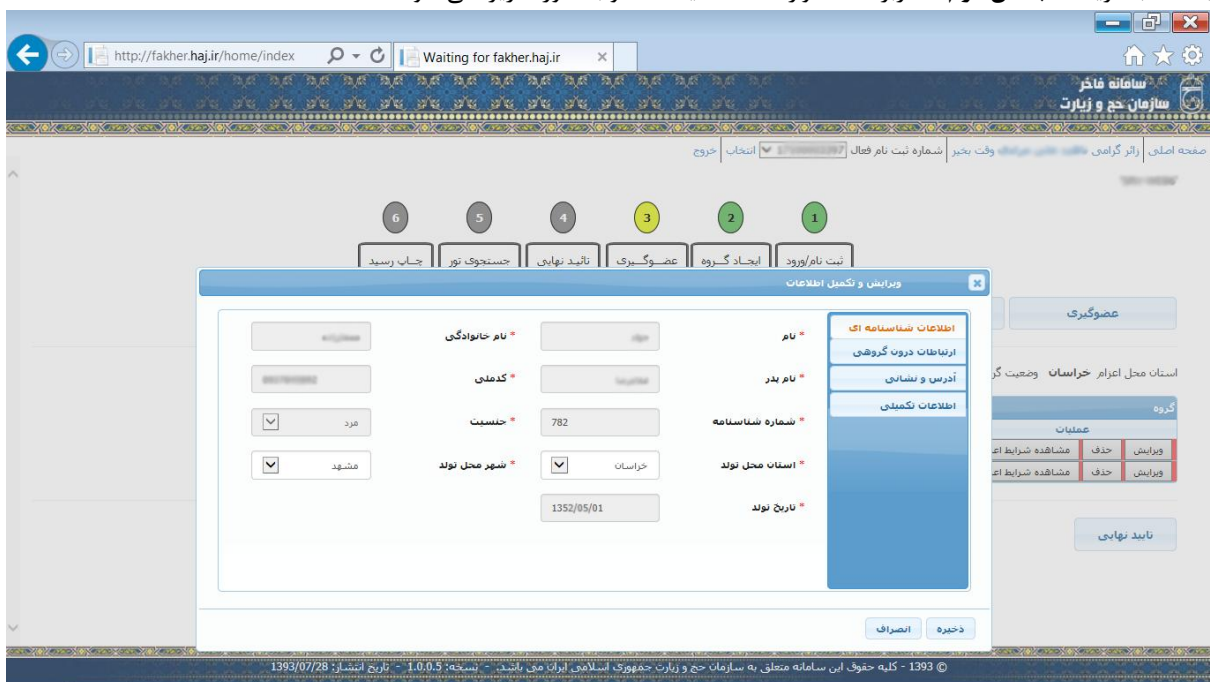 http://fakher.haj.ir/home/index
Waiting for fakher.haj.ir
سامانه فاخر
سازمان حج و زیارت
صفحه اصلی | زائر گرامی وقت بخیر | شماره ثبت نام فعال | انتخاب | خروج
1 2 3 4 5 6
ثبت نام/ورود ایجـاد گــروه عضــوگــیری تائید نهایی جستجوی تور چــاپ رسید
ویرایش و تکمیل اطلاعات
عضوگیری
اطلاعات شناسنامه ای
ارتباطات درون گروهی
آدرس و نشانی
اطلاعات تکمیلی
* نام
* نام خانوادگی
* نام پدر
* کدملی
* شماره شناسنامه 782
* جنسیت مرد
* استان محل تولد خراسان
* شهر محل تولد مشهد
* تاریخ تولد 1352/05/01
استان محل اعزام خراسان وضعیت
گروه
عملیات
ویرایش حذف مشاهده شرایط
ویرایش حذف مشاهده شرایط
تایید نهایی
ذخیره انصراف
© 1393 - کلیه حقوق این سامانه متعلق به سازمان حج و زیارت جمهوری اسلامی ایران می باشد. - نسخه: 1.0.0.5 - تاریخ انتشار: 1393/07/28